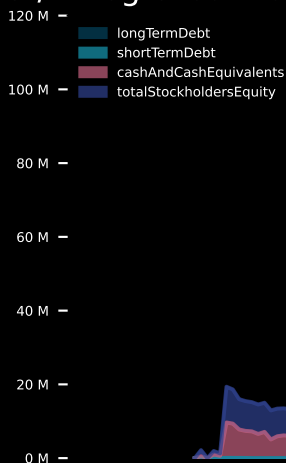 120 M
longTermDebt
shortTermDebt
cashAndCashEquivalents
totalStockholdersEquity
100 M
80 M
60 M
40 M
20 M
0 M